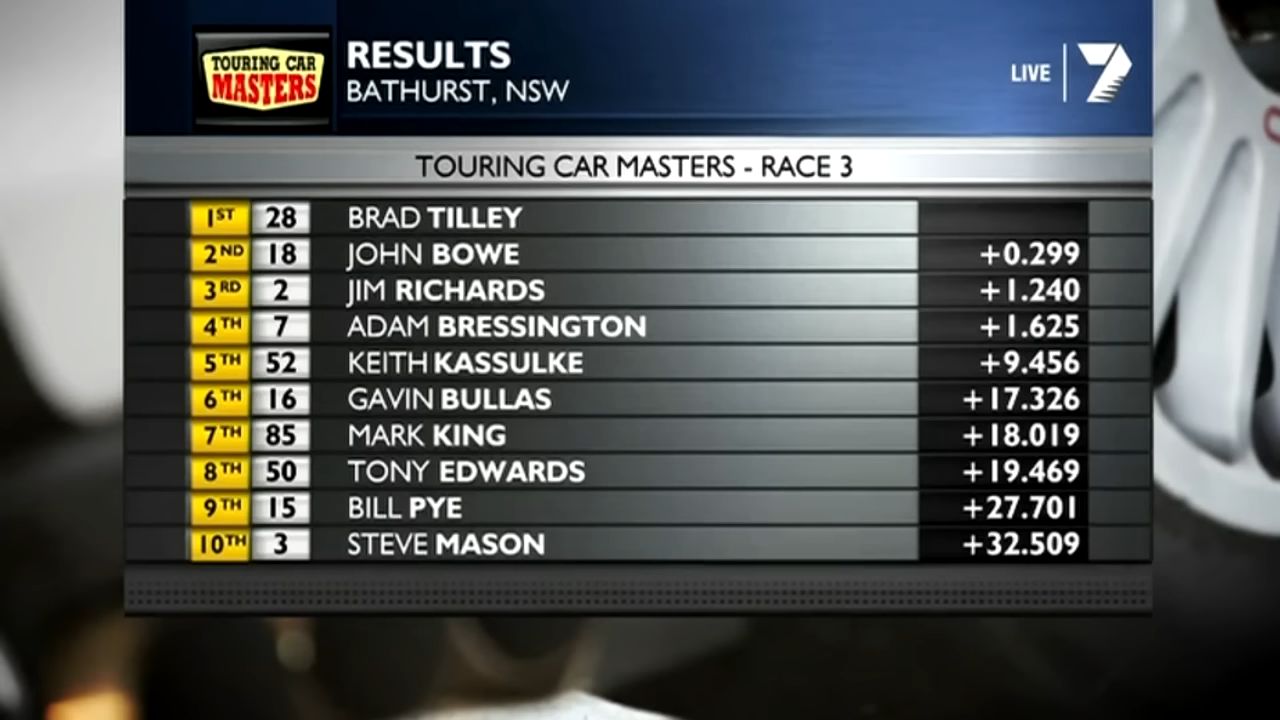 TOURING CAR
MASTERS
RESULTS
BATHURST, NSW
LIVE 7
TOURING CAR MASTERS - RACE 3
1ST 28 BRAD TILLEY
2ND 18 JOHN BOWE +0.299
3RD 2 JIM RICHARDS +1.240
4TH 7 ADAM BRESSINGTON +1.625
5TH 52 KEITH KASSULKE +9.456
6TH 16 GAVIN BULLAS +17.326
7TH 85 MARK KING +18.019
8TH 50 TONY EDWARDS +19.469
9TH 15 BILL PYE +27.701
10TH 3 STEVE MASON +32.509